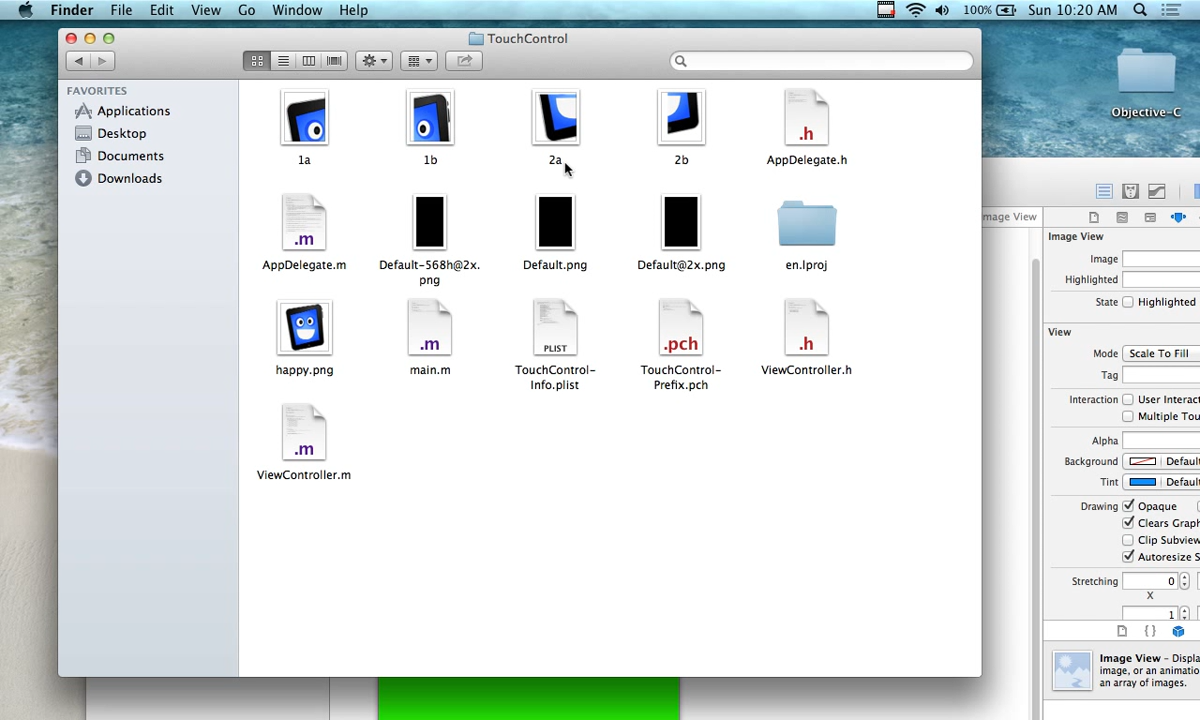 Finder File Edit View Go Window Help 100% Sun 10:20 AM
TouchControl
FAVORITES
Applications
Desktop
Documents
Downloads
1a 1b 2a 2b .h AppDelegate.h
.m AppDelegate.m
Default-568h@2x.
png
Default.png
Default@2x.png
en.lproj
happy.png
.m
main.m
PLIST
TouchControl-
Info.plist
.pch
TouchControl-
Prefix.pch
.h
ViewController.h
.m
ViewController.m
Objective-C
mage View
Image View
Image
Highlighted
State Highlighted
View
Mode Scale To Fill
Tag
Interaction User Interact
Multiple Tou
Alpha
Background Default
Tint Default
Drawing Opaque
Clears Graph
Clip Subview
Autoresize S
Stretching 0
X
1
{ }
Image View - Displa
image, or an animatio
an array of images.